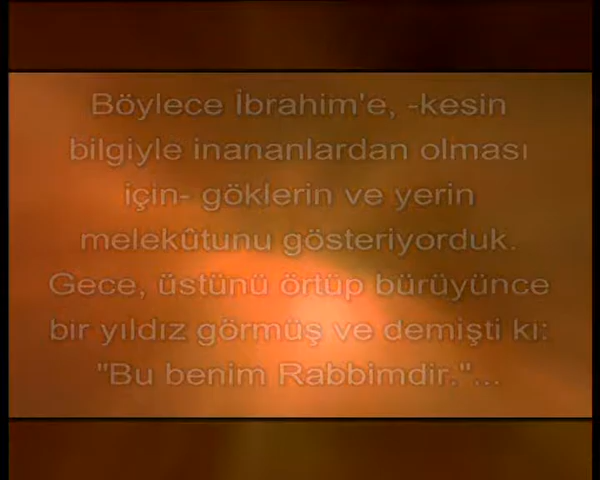 Böylece İbrahim'e, -kesin
bilgiyle inananlardan olması
için- göklerin ve yerin
melekûtunu gösteriyorduk.
Gece, üstünü örtüp bürüyünce
bir yıldız görmüş ve demişti ki:
"Bu benim Rabbimdir."...